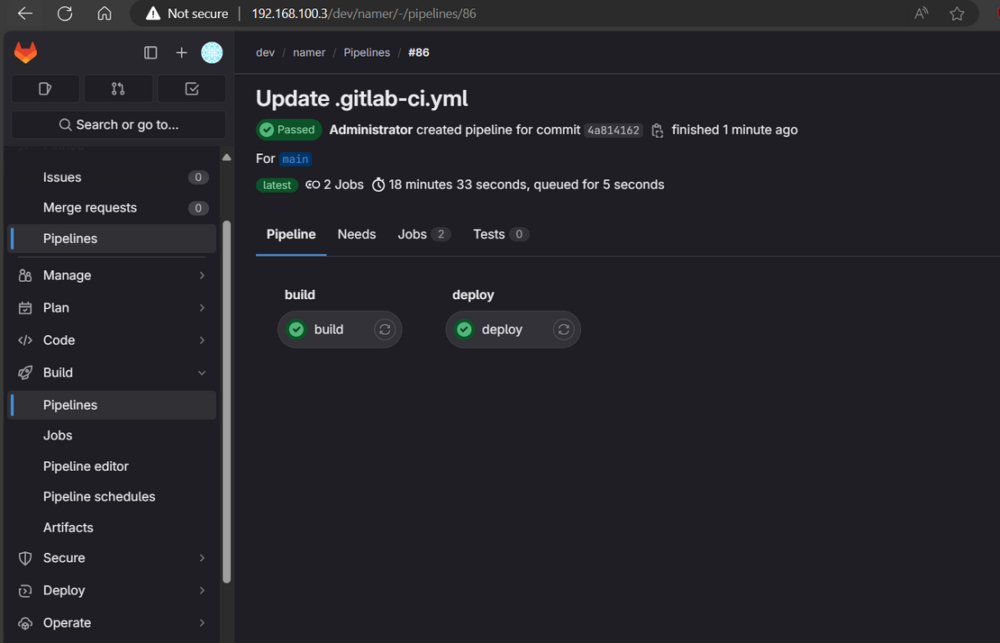 Not secure 192.168.100.3/dev/namer/-/pipelines/86
dev / namer / Pipelines / #86
Search or go to...
Issues 0
Merge requests 0
Pipelines
Manage
Plan
Code
Build
Pipelines
Jobs
Pipeline editor
Pipeline schedules
Artifacts
Secure
Deploy
Operate
Update .gitlab-ci.yml
Passed Administrator created pipeline for commit 4a814162 finished 1 minute ago
For main
latest 2 Jobs 18 minutes 33 seconds, queued for 5 seconds
Pipeline Needs Jobs 2 Tests 0
build deploy
build deploy